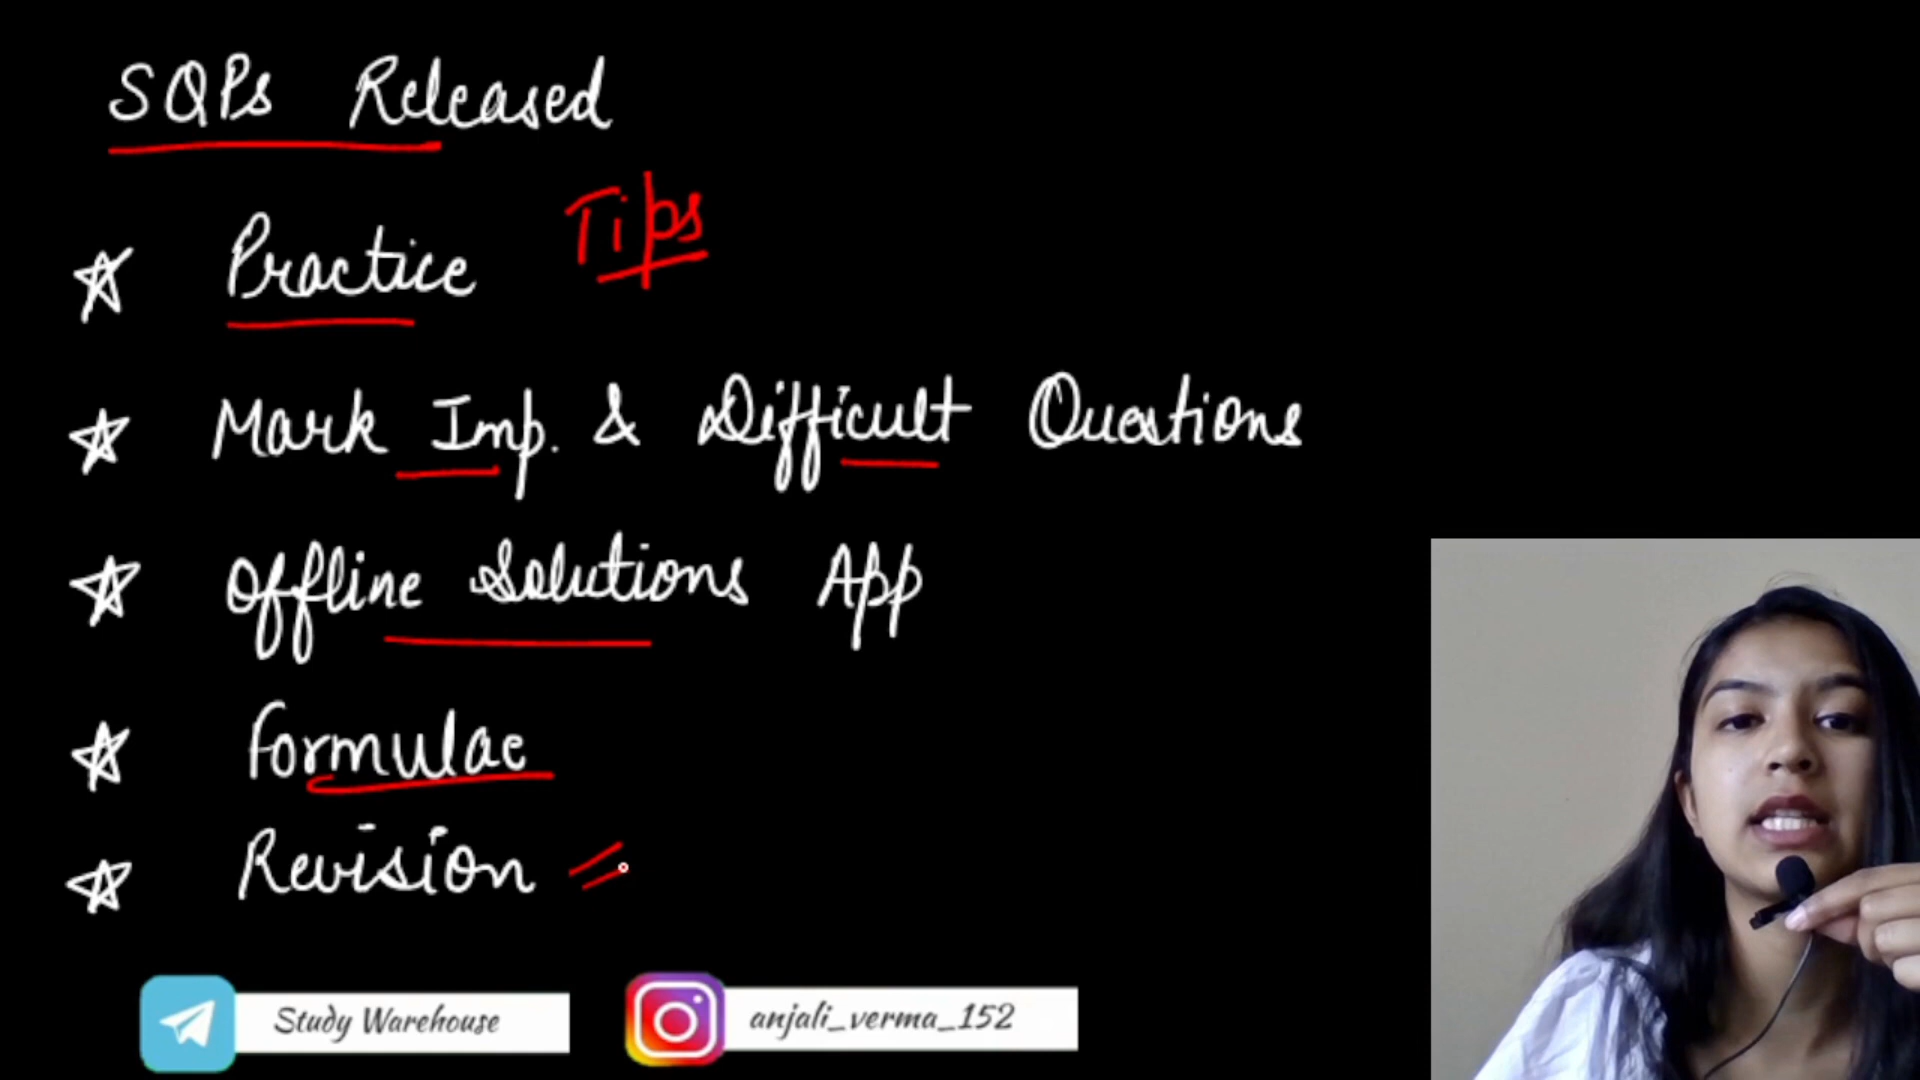 SQPs Released
Tips
Practice
Mark Imp. & Difficult Questions
Offline Solutions App
Formulae
Revision
Study Warehouse
anjali_verma_152